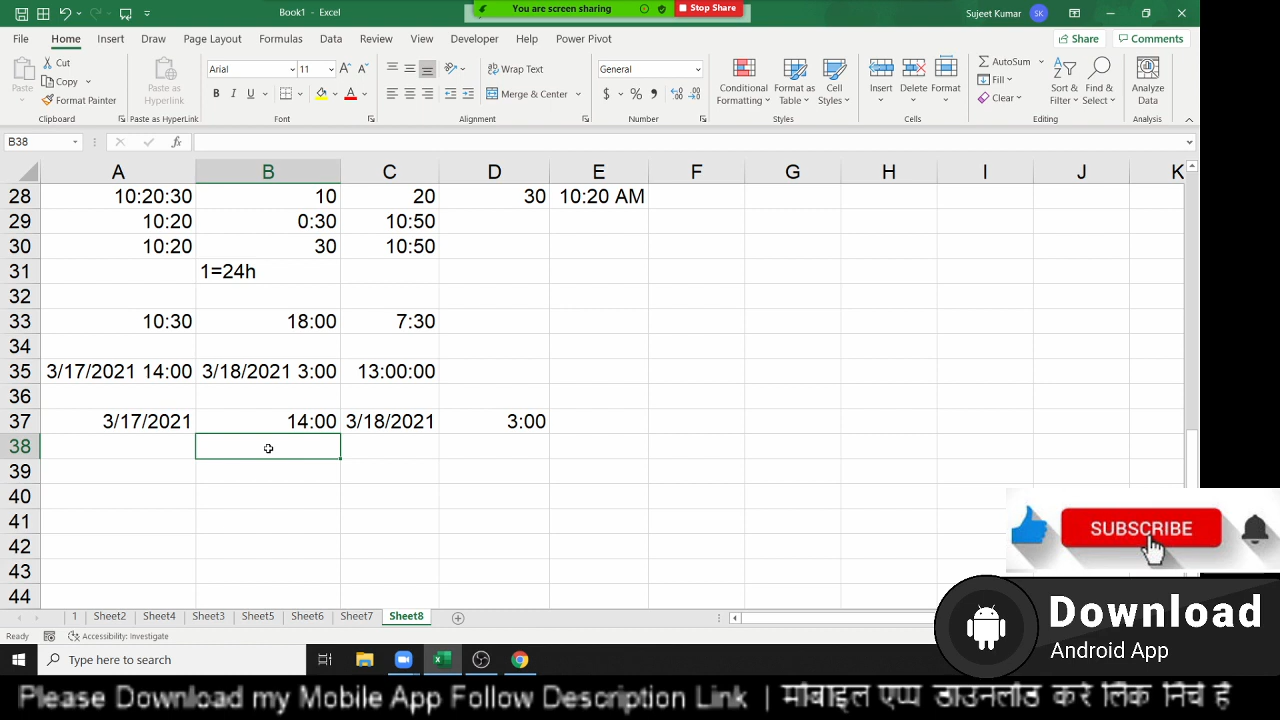 Book1 - Excel
You are screen sharing
Stop Share
Sujeet Kumar
SK
File Home Insert Draw Page Layout Formulas Data Review View Developer Help Power Pivot
Share Comments
Paste
Cut
Copy
Format Painter
Clipboard
Paste as Hyperlink
Paste as HyperLink
Arial 11
B I U
Font
Wrap Text
Merge & Center
Alignment
General
$ % ,
Number
Conditional Formatting
Format as Table
Cell Styles
Styles
Insert Delete Format
Cells
AutoSum
Fill
Clear
Sort & Filter
Find & Select
Editing
Analyze Data
Analysis
B38
fx
A B C D E F G H I J K
28 10:20:30 10 20 30 10:20 AM
29 10:20 0:30 10:50
30 10:20 30 10:50
31 1=24h
32
33 10:30 18:00 7:30
34
35 3/17/2021 14:00 3/18/2021 3:00 13:00:00
36
37 3/17/2021 14:00 3/18/2021 3:00
38
39
40
41
42
43
44
SUBSCRIBE
Download
Android App
1 Sheet2 Sheet4 Sheet3 Sheet5 Sheet6 Sheet7 Sheet8
Ready Accessibility: Investigate
Type here to search
Please Download my Mobile App Follow Description Link | मोबाइल एप्प डाउनलोड करे लिंक निचे है